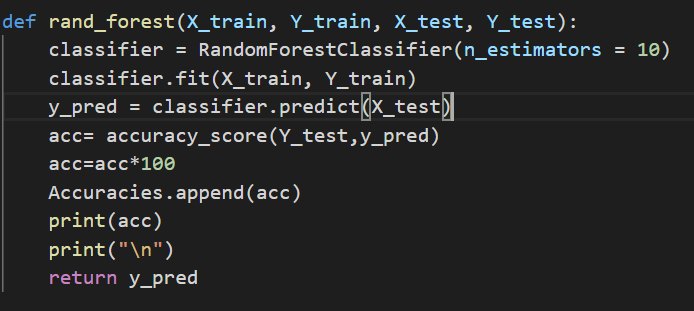 def rand_forest(X_train, Y_train, X_test, Y_test):
    classifier = RandomForestClassifier(n_estimators = 10)
    classifier.fit(X_train, Y_train)
    y_pred = classifier.predict(X_test)
    acc= accuracy_score(Y_test,y_pred)
    acc=acc*100
    Accuracies.append(acc)
    print(acc)
    print("\n")
    return y_pred